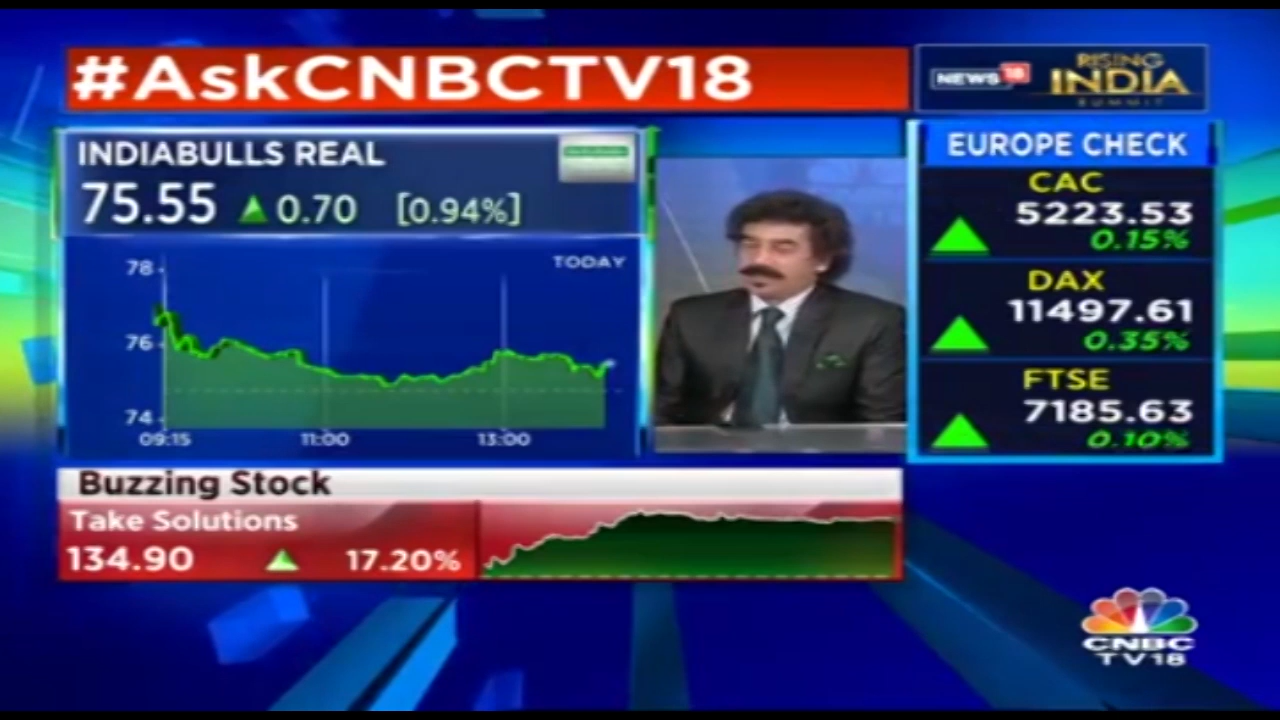 #AskCNBCTV18
NEWS18
RISING
INDIA
SUMMIT
INDIABULLS REAL
75.55 ▲ 0.70 [0.94%]
TODAY
78
76
74
09:15 11:00 13:00
EUROPE CHECK
CAC
5223.53
0.15%
DAX
11497.61
0.35%
FTSE
7185.63
0.10%
Buzzing Stock
Take Solutions
134.90 ▲ 17.20%
CNBC
TV18